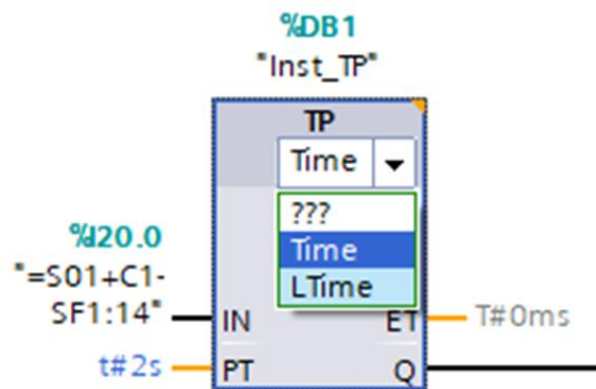 %DB1
"Inst_TP"
TP
Time
???
Time
LTime
%I20.0
"=S01+C1-
SF1:14"
IN
ET
T#0ms
t#2s
PT
Q